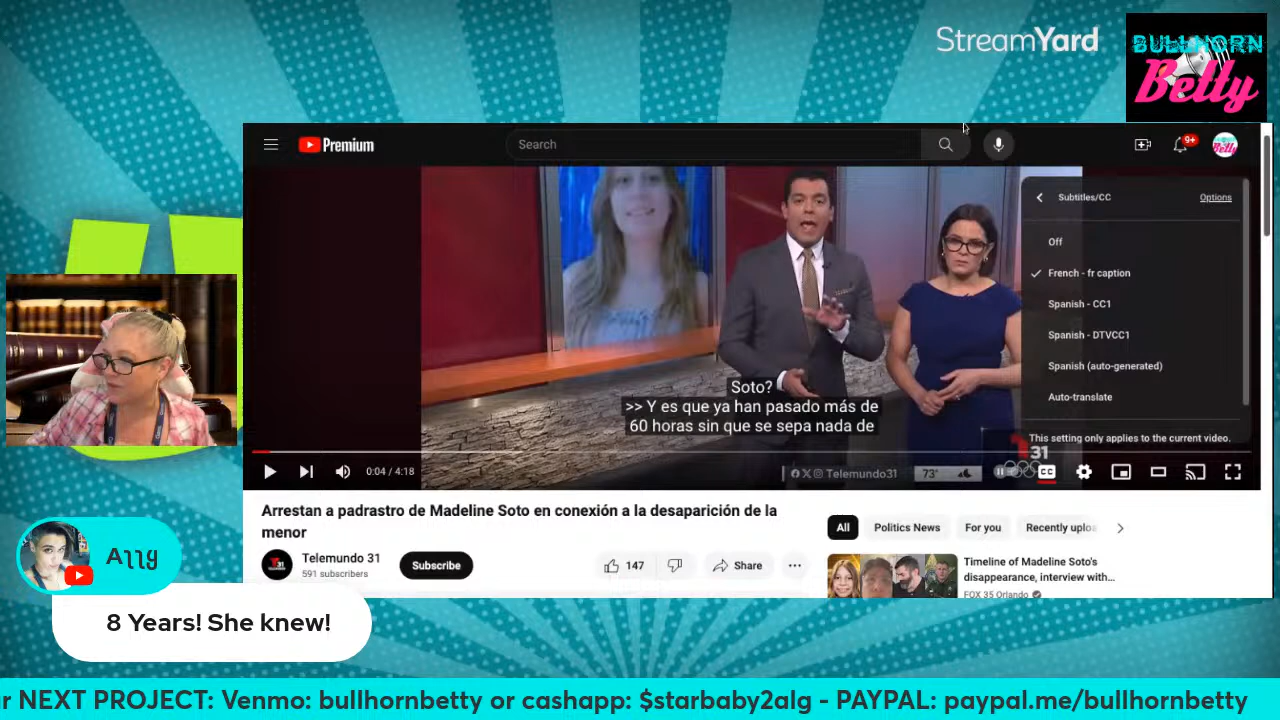 StreamYard
BULLHORN
Betty
Premium
Search
9+
Subtitles/CC
Options
Off
French - fr caption
Spanish - CC1
Spanish - DTVCC1
Spanish (auto-generated)
Auto-translate
This setting only applies to the current video.
Soto?
>> Y es que ya han pasado más de
60 horas sin que se sepa nada de
31
0:04 / 4:18
Telemundo31
73°
CC
Arrestan a padrastro de Madeline Soto en conexión a la desaparición de la
menor
Telemundo 31
591 subscribers
Subscribe
147
Share
All
Politics News
For you
Recently uploa
Timeline of Madeline Soto's
disappearance, interview with...
FOX 35 Orlando
Ally
8 Years! She knew!
r NEXT PROJECT: Venmo: bullhornbetty or cashapp: $starbaby2alg - PAYPAL: paypal.me/bullhornbetty